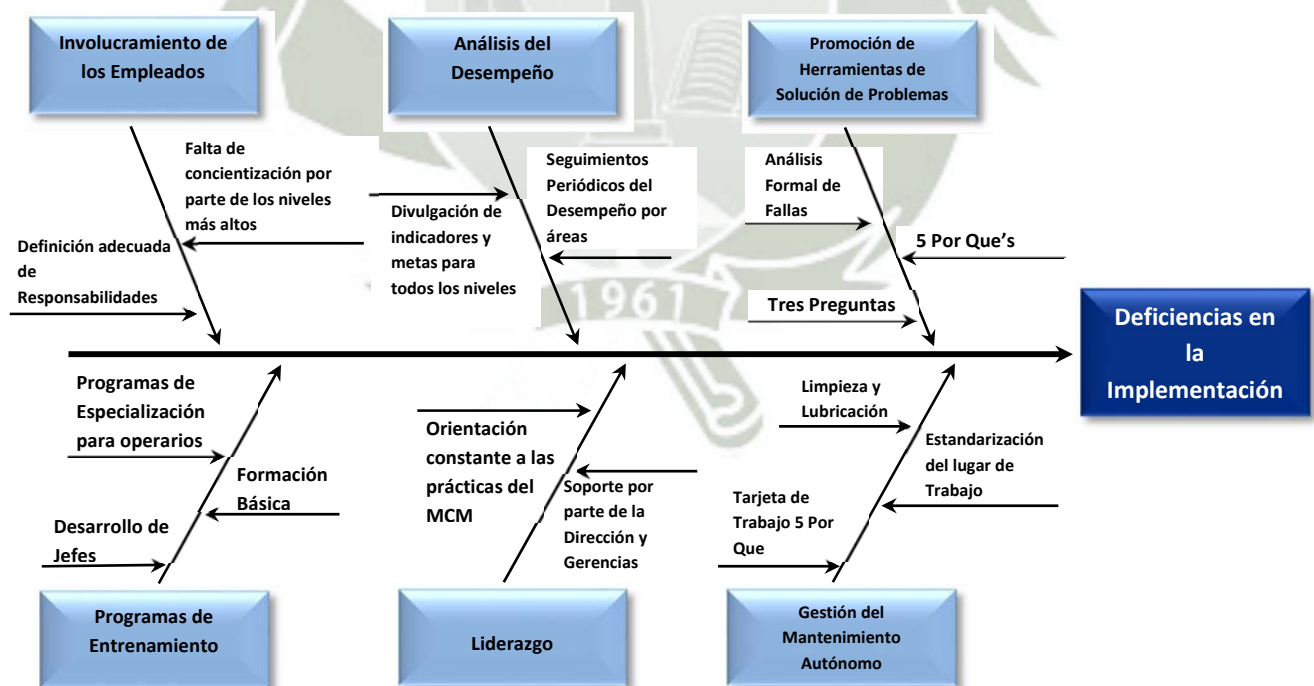 Involucramiento de
los Empleados
Análisis del
Desempeño
Promoción de
Herramientas de
Solución de Problemas
Falta de
concientización por
parte de los niveles
más altos
Definición adecuada
de
Responsabilidades
Divulgación de
indicadores y
metas para
todos los niveles
Seguimientos
Periódicos del
Desempeño por
áreas
Análisis
Formal de
Fallas
5 Por Que's
Tres Preguntas
1961
Deficiencias en
la
Implementación
Programas de
Especialización
para operarios
Formación
Básica
Desarrollo de
Jefes
Orientación
constante a las
prácticas del
MCM
Soporte por
parte de la
Dirección y
Gerencias
Limpieza y
Lubricación
Estandarización
del lugar de
Trabajo
Tarjeta de
Trabajo 5 Por
Que
Programas de
Entrenamiento
Liderazgo
Gestión del
Mantenimiento
Autónomo